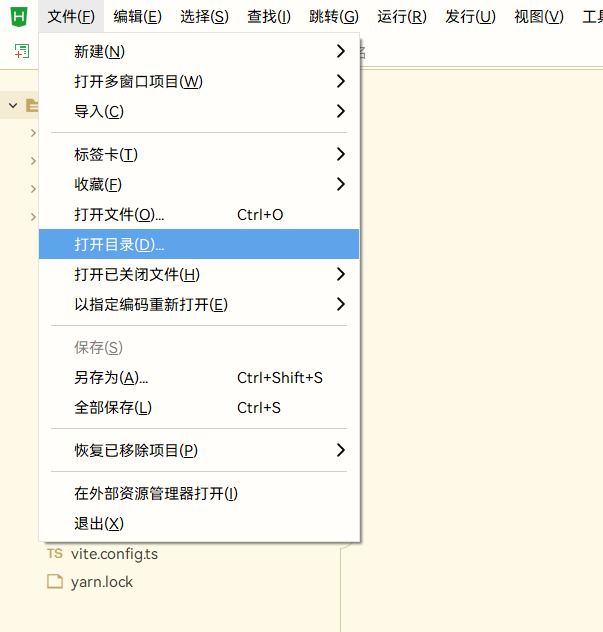 文件(F) 编辑(E) 选择(S) 查找(I) 跳转(G) 运行(R) 发行(U) 视图(V) 工具
新建(N)
打开多窗口项目(W)
导入(C)
标签卡(T)
收藏(F)
打开文件(O)... Ctrl+O
打开目录(D)...
打开已关闭文件(H)
以指定编码重新打开(E)
保存(S)
另存为(A)... Ctrl+Shift+S
全部保存(L) Ctrl+S
恢复已移除项目(P)
在外部资源管理器打开(I)
退出(X)
TS vite.config.ts
yarn.lock